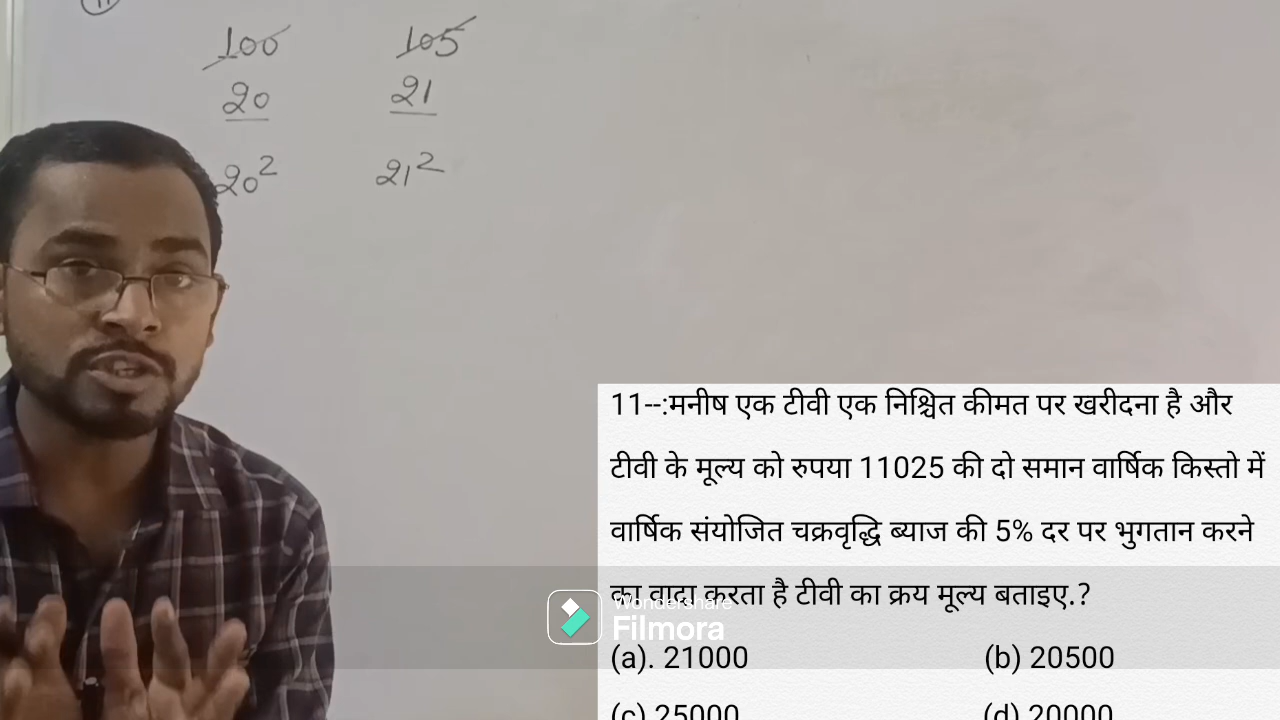 11
100 105
20 21
20² 21²
11--:मनीष एक टीवी एक निश्चित कीमत पर खरीदना है और
टीवी के मूल्य को रुपया 11025 की दो समान वार्षिक किस्तो में
वार्षिक संयोजित चक्रवृद्धि ब्याज की 5% दर पर भुगतान करने
का वादा करता है टीवी का क्रय मूल्य बताइए.?
Wondershare
Filmora
(a). 21000 (b) 20500
(c) 25000 (d) 20000